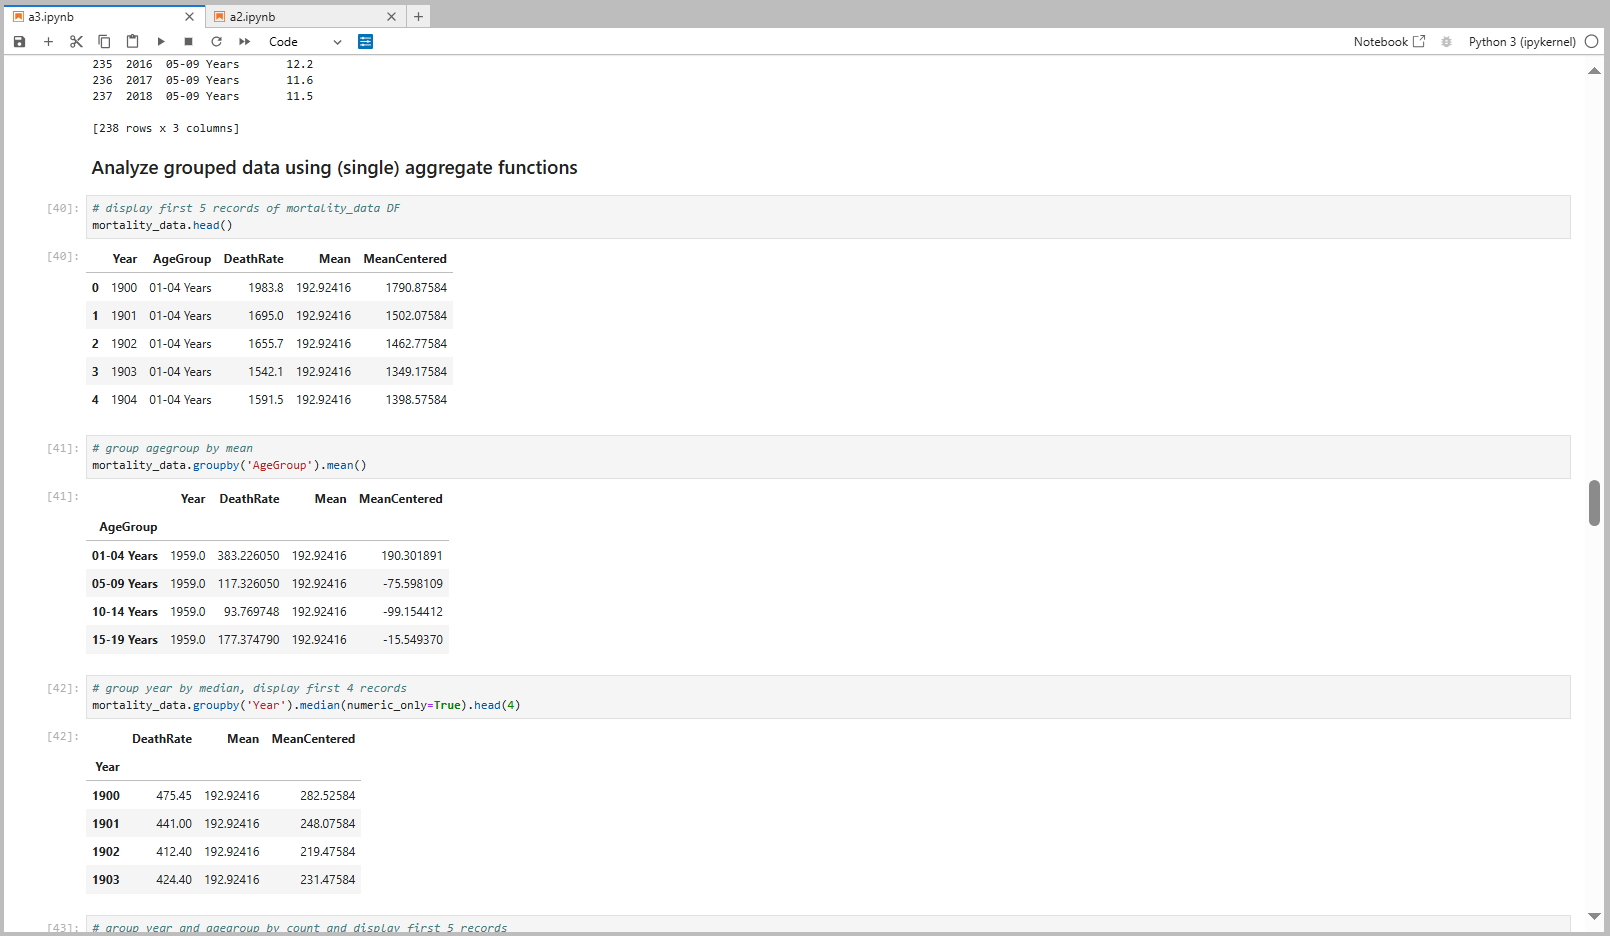 a3.ipynb
a2.ipynb
Code
Notebook
Python 3 (ipykernel)
235 2016 05-09 Years 12.2
236 2017 05-09 Years 11.6
237 2018 05-09 Years 11.5
[238 rows x 3 columns]
Analyze grouped data using (single) aggregate functions
[40]: # display first 5 records of mortality_data DF
mortality_data.head()
[40]: Year AgeGroup DeathRate Mean MeanCentered
0 1900 01-04 Years 1983.8 192.92416 1790.87584
1 1901 01-04 Years 1695.0 192.92416 1502.07584
2 1902 01-04 Years 1655.7 192.92416 1462.77584
3 1903 01-04 Years 1542.1 192.92416 1349.17584
4 1904 01-04 Years 1591.5 192.92416 1398.57584
[41]: # group agegroup by mean
mortality_data.groupby('AgeGroup').mean()
[41]: Year DeathRate Mean MeanCentered
AgeGroup
01-04 Years 1959.0 383.226050 192.92416 190.301891
05-09 Years 1959.0 117.326050 192.92416 -75.598109
10-14 Years 1959.0 93.769748 192.92416 -99.154412
15-19 Years 1959.0 177.374790 192.92416 -15.549370
[42]: # group year by median, display first 4 records
mortality_data.groupby('Year').median(numeric_only=True).head(4)
[42]: DeathRate Mean MeanCentered
Year
1900 475.45 192.92416 282.52584
1901 441.00 192.92416 248.07584
1902 412.40 192.92416 219.47584
1903 424.40 192.92416 231.47584
[43]: # group year and agegroup by count and display first 5 records